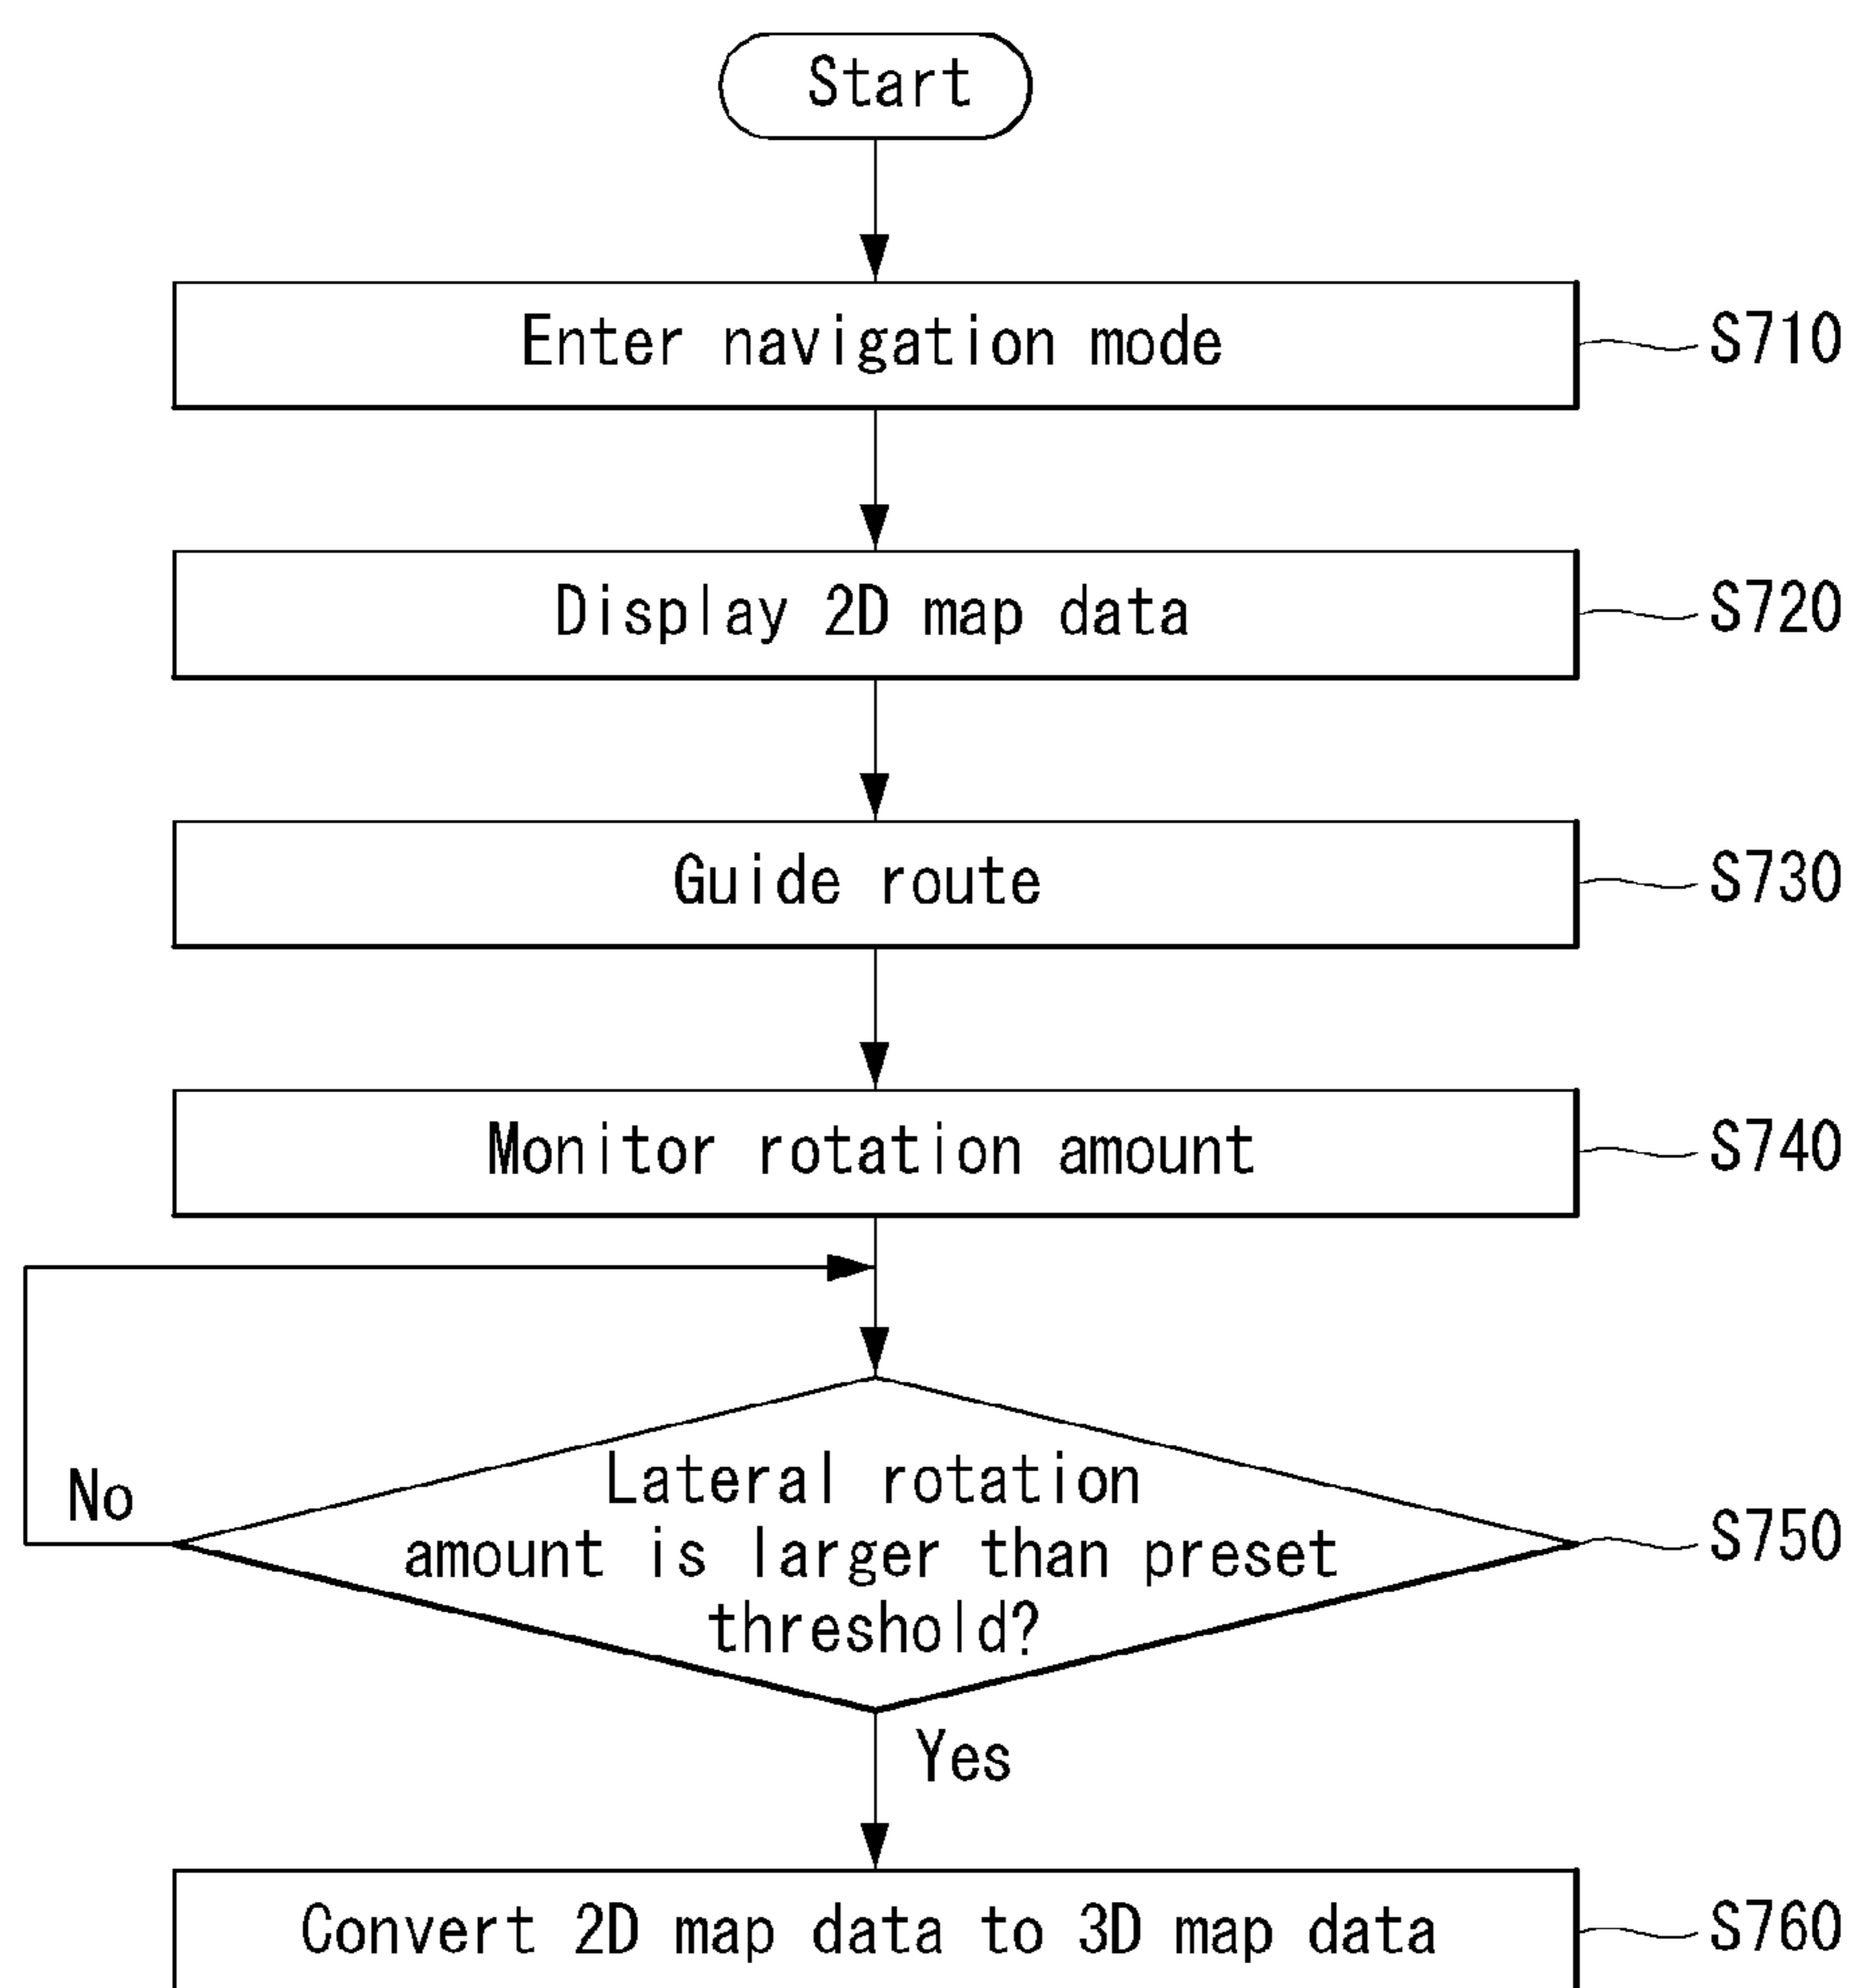 Start
Enter navigation mode
S710
Display 2D map data
S720
Guide route
S730
Monitor rotation amount
S740
No
Lateral rotation
amount is larger than preset
threshold?
S750
Yes
Convert 2D map data to 3D map data
S760